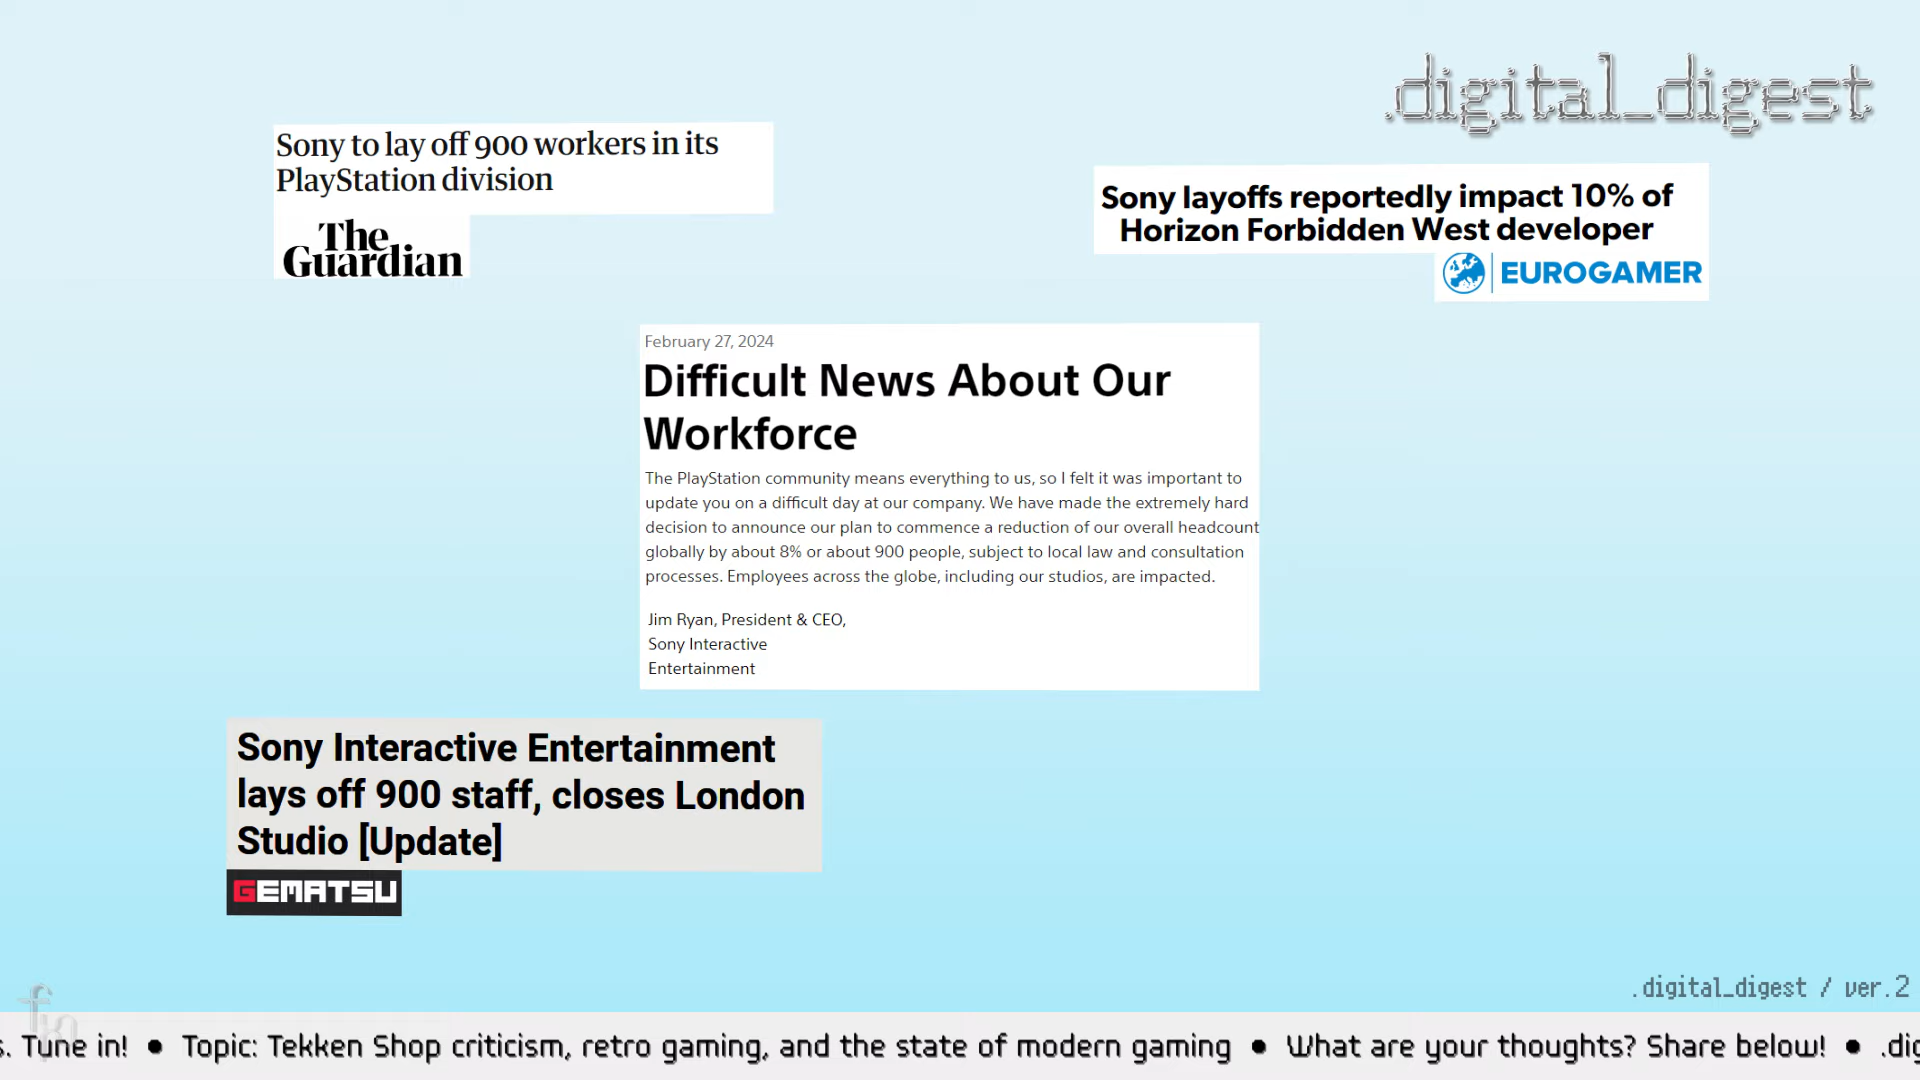 .digital_digest
Sony to lay off 900 workers in its
PlayStation division
The
Guardian
Sony layoffs reportedly impact 10% of
Horizon Forbidden West developer
EUROGAMER
February 27, 2024
Difficult News About Our
Workforce
The PlayStation community means everything to us, so I felt it was important to
update you on a difficult day at our company. We have made the extremely hard
decision to announce our plan to commence a reduction of our overall headcount
globally by about 8% or about 900 people, subject to local law and consultation
processes. Employees across the globe, including our studios, are impacted.
Jim Ryan, President & CEO,
Sony Interactive
Entertainment
Sony Interactive Entertainment
lays off 900 staff, closes London
Studio [Update]
GEMATSU
.digital_digest / ver.2
s. Tune in! ● Topic: Tekken Shop criticism, retro gaming, and the state of modern gaming ● What are your thoughts? Share below! ● .dig